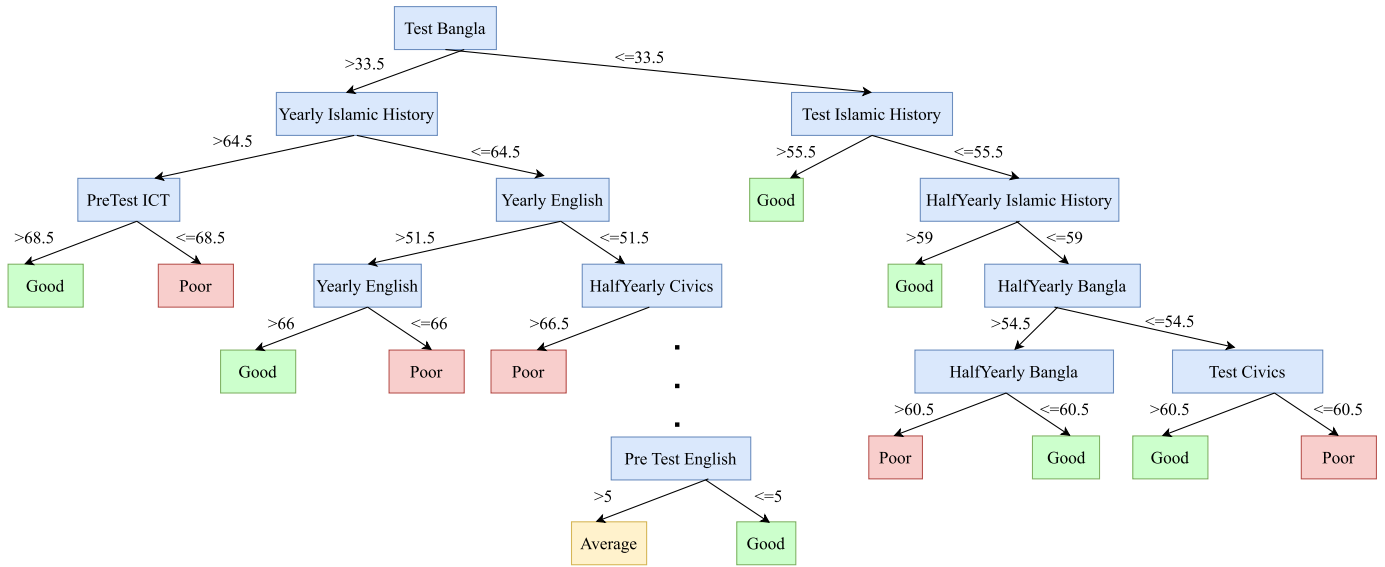 Test Bangla
>33.5
<=33.5
Yearly Islamic History
Test Islamic History
>64.5
<=64.5
>55.5
<=55.5
PreTest ICT
Yearly English
Good
HalfYearly Islamic History
>68.5
<=68.5
>51.5
<=51.5
>59
<=59
Good
Poor
Yearly English
HalfYearly Civics
Good
HalfYearly Bangla
>66
<=66
>66.5
>54.5
<=54.5
Good
Poor
Poor
HalfYearly Bangla
Test Civics
>60.5
<=60.5
>60.5
<=60.5
Pre Test English
Poor
Good
Good
Poor
>5
<=5
Average
Good